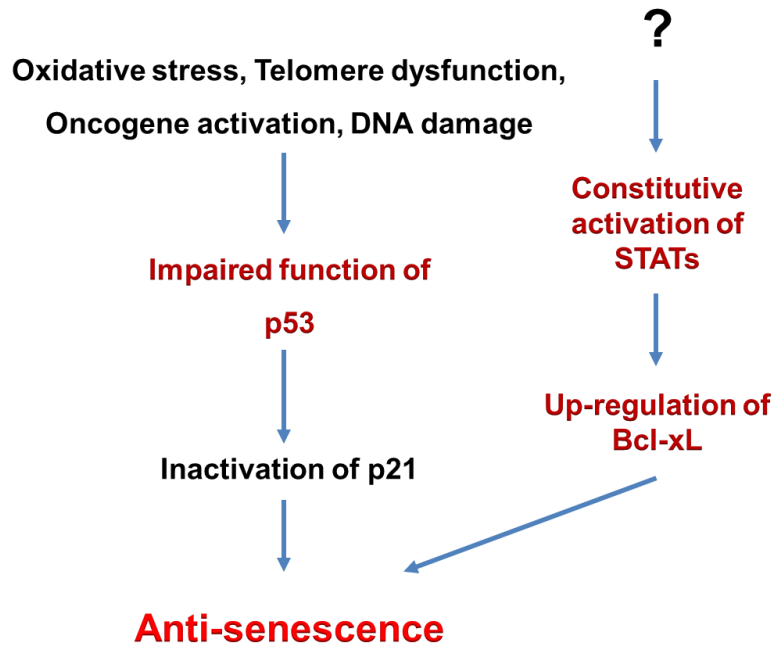 Oxidative stress, Telomere dysfunction,
Oncogene activation, DNA damage
Impaired function of
p53
Inactivation of p21
?
Constitutive
activation of
STATs
Up-regulation of
Bcl-xL
Anti-senescence